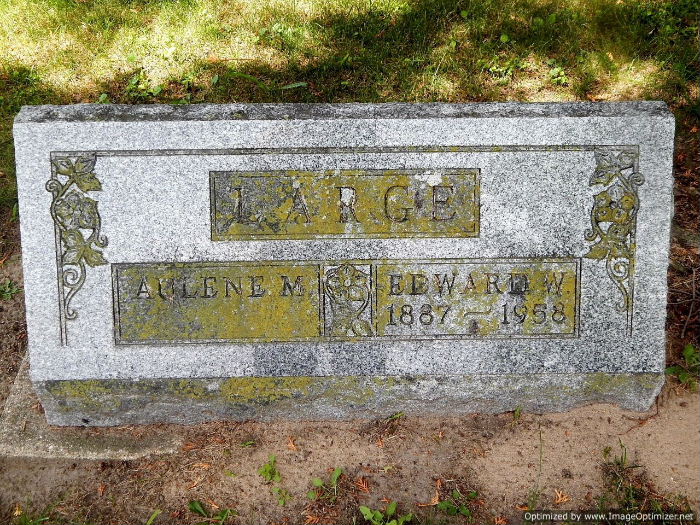 LARGE
AULENE M. EDWARD W.
1887 ~ 1958
Optimized by www.ImageOptimizer.net